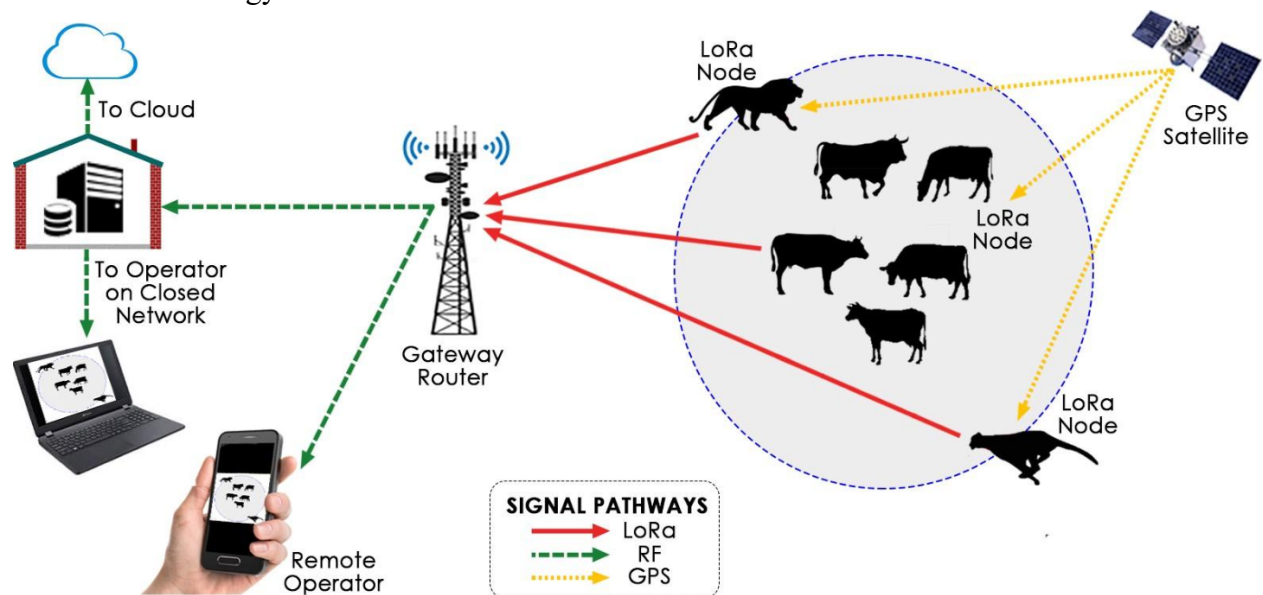 To Cloud
To Operator
on Closed
Network
Gateway
Router
Remote
Operator
LoRa
Node
LoRa
Node
LoRa
Node
GPS
Satellite
SIGNAL PATHWAYS
LoRa
RF
GPS